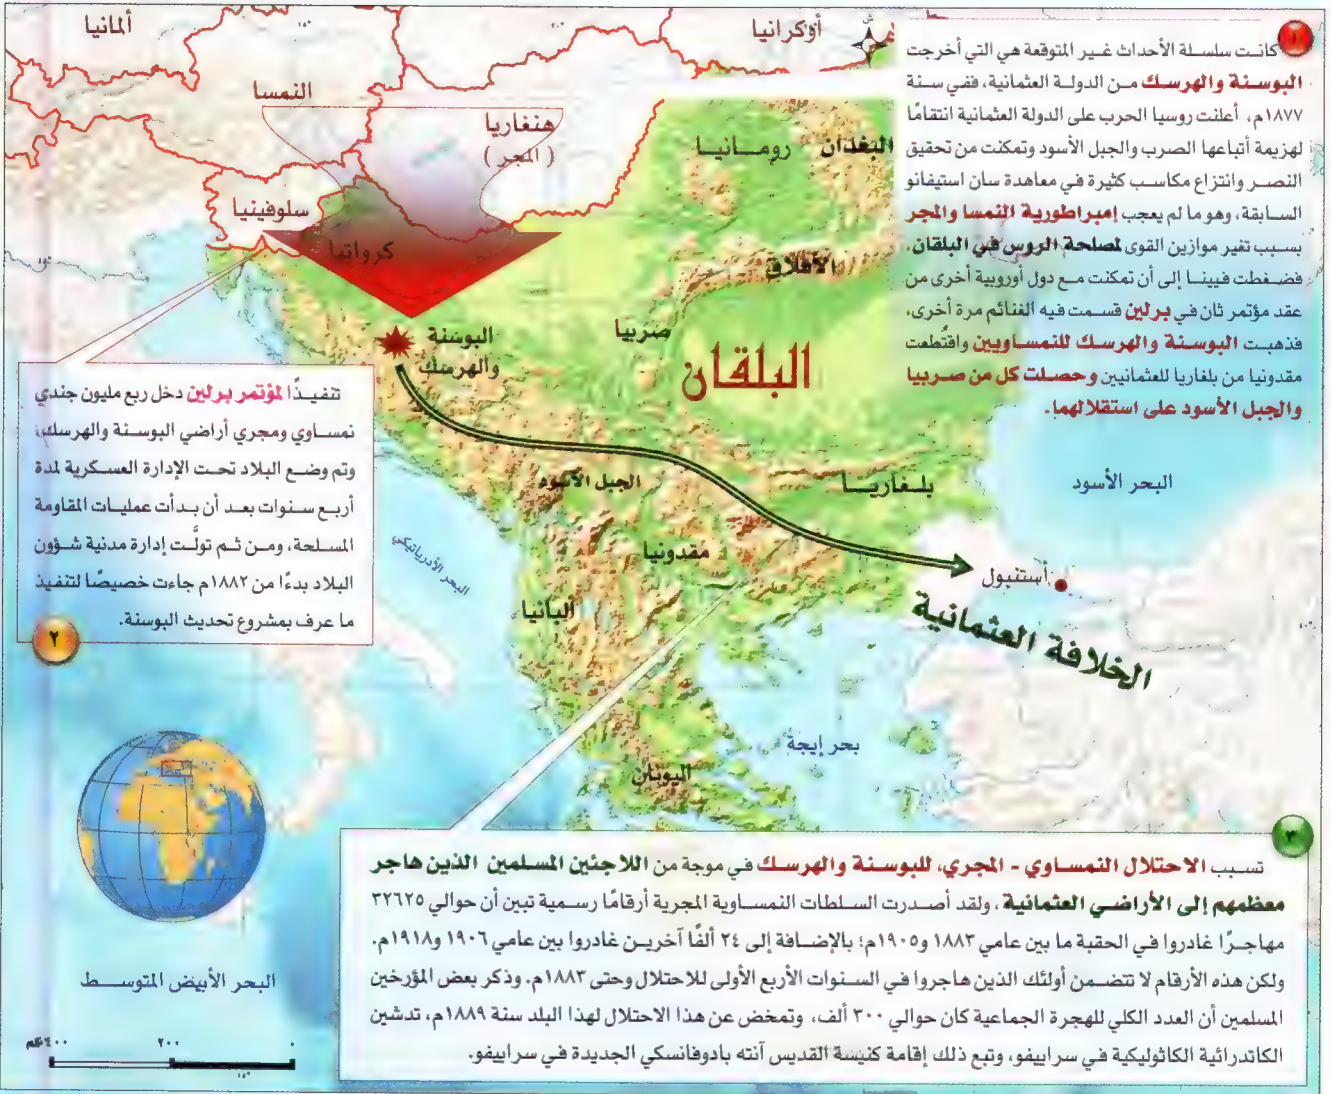 ١
كانت سلسلة الأحداث غير المتوقعة هي التي أخرجت
البوسنة والهرسك من الدولة العثمانية، ففي سنة
١٨٧٧م، أعلنت روسيا الحرب على الدولة العثمانية انتقامًا
لهزيمة أتباعها الصرب والجبل الأسود وتمكنت من تحقيق
النصر وانتزاع مكاسب كثيرة في معاهدة سان استيفانو
السابقة، وهو ما لم يعجب إمبراطورية النمسا والمجر
بسبب تغير موازين القوى لمصلحة الروس في البلقان،
فضغطت فيينا إلى أن تمكنت مع دول أوروبية أخرى من
عقد مؤتمر ثان في برلين قسمت فيه الغنائم مرة أخرى،
فذهبت البوسنة والهرسك للنمساويين واقتُطعت
مقدونيا من بلغاريا للعثمانيين وحصلت كل من صربيا
والجبل الأسود على استقلالهما.
أوكرانيا
ألمانيا
النمسا
هنغاريا
( المجر )
سلوفينيا
كرواتيا
رومانيا
البغدان
الأفلاق
صربيا
البوسنة
والهرسك
البلقان
الجبل الأسود
بلغاريا
البحر الأسود
مقدونيا
ألبانيا
البحر الأدرياتيكي
أستنبول
الخلافة العثمانية
بحر إيجة
اليونان
تنفيذًا لمؤتمر برلين دخل ربع مليون جندي
نمساوي ومجري أراضي البوسنة والهرسك،
وتم وضع البلاد تحت الإدارة العسكرية لمدة
أربع سنوات بعد أن بدأت عمليات المقاومة
المسلحة، ومن ثم تولَّت إدارة مدنية شؤون
البلاد بدءًا من ١٨٨٢م جاءت خصيصًا لتنفيذ
ما عرف بمشروع تحديث البوسنة.
٢
٣
تسبب الاحتلال النمساوي - المجري، للبوسنة والهرسك في موجة من اللاجئين المسلمين الذين هاجر
معظمهم إلى الأراضي العثمانية، ولقد أصدرت السلطات النمساوية المجرية أرقامًا رسمية تبين أن حوالي ٣٢٦٢٥
مهاجرًا غادروا في الحقبة ما بين عامي ١٨٨٣ و١٩٠٥م؛ بالإضافة إلى ٢٤ ألفًا آخرين غادروا بين عامي ١٩٠٦ و١٩١٨م.
ولكن هذه الأرقام لا تتضمن أولئك الذين هاجروا في السنوات الأربع الأولى للاحتلال وحتى ١٨٨٣م. وذكر بعض المؤرخين
المسلمين أن العدد الكلي للهجرة الجماعية كان حوالي ٣٠٠ ألف، وتمخض عن هذا الاحتلال لهذا البلد سنة ١٨٨٩م، تدشين
الكاتدرائية الكاثوليكية في سراييفو، وتبع ذلك إقامة كنيسة القديس آنته بادوفانسكي الجديدة في سراييفو.
البحر الأبيض المتوسط
٠ ٢٠٠ ٤٠٠كم